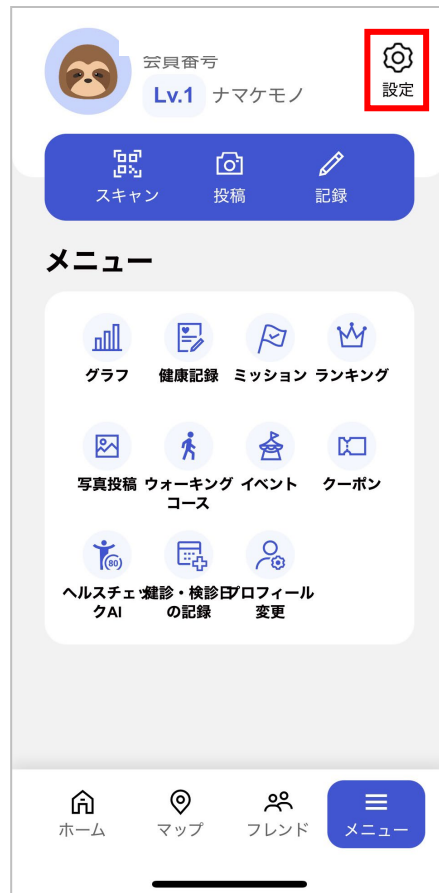 会員番号
設定
Lv.1 ナマケモノ
スキャン 投稿 記録
メニュー
グラフ 健康記録 ミッション ランキング
写真投稿 ウォーキング イベント クーポン
コース
80
ヘルスチェッ 健診・検診日 プロフィール
クAI の記録 変更
ホーム マップ フレンド メニュー